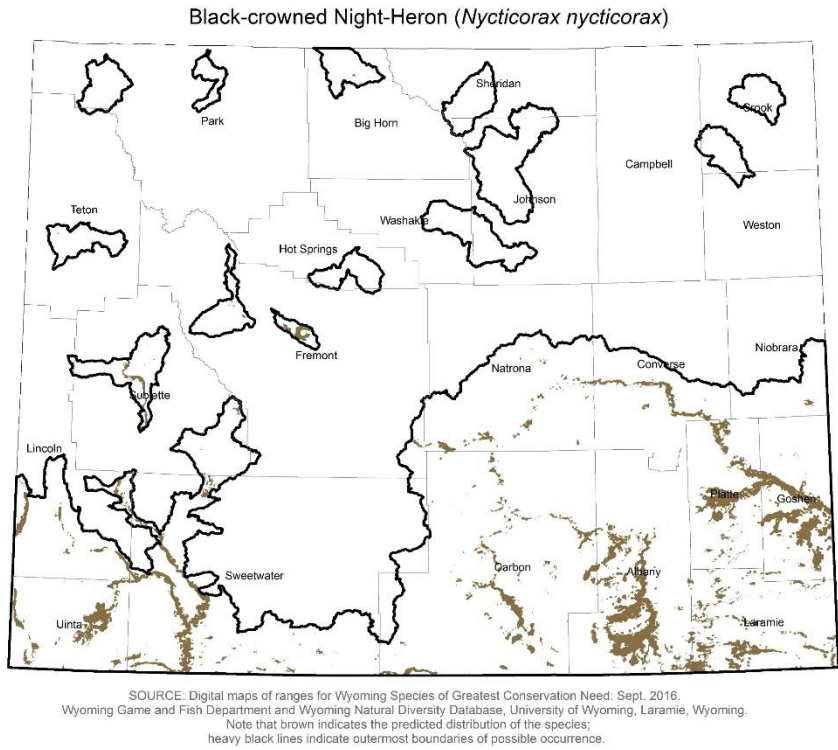 Black-crowned Night-Heron (Nycticorax nycticorax)
Sheridan
Park
Big Horn
Crook
Campbell
Johnson
Teton
Washakie
Weston
Hot Springs
Fremont
Natrona
Converse
Niobrara
Sublette
Lincoln
Platte
Goshen
Sweetwater
Carbon
Albany
Uinta
Laramie
SOURCE: Digital maps of ranges for Wyoming Species of Greatest Conservation Need: Sept. 2016.
Wyoming Game and Fish Department and Wyoming Natural Diversity Database, University of Wyoming, Laramie, Wyoming.
Note that brown indicates the predicted distribution of the species;
heavy black lines indicate outermost boundaries of possible occurrence.